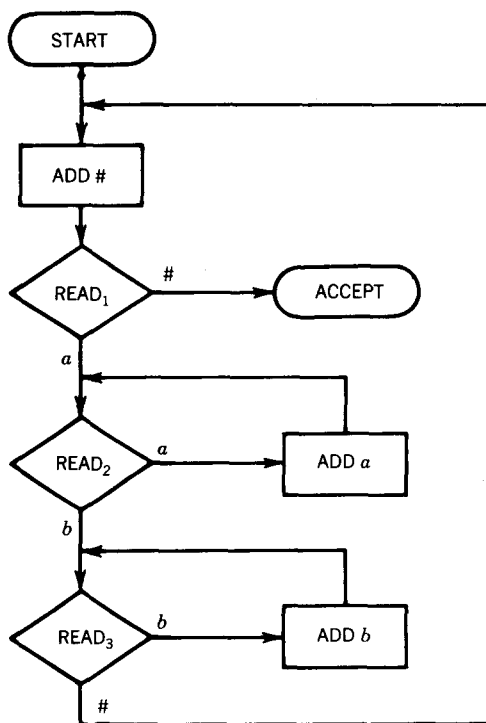 START
ADD #
READ₁
#
ACCEPT
a
READ₂
a
ADD a
b
READ₃
b
ADD b
#